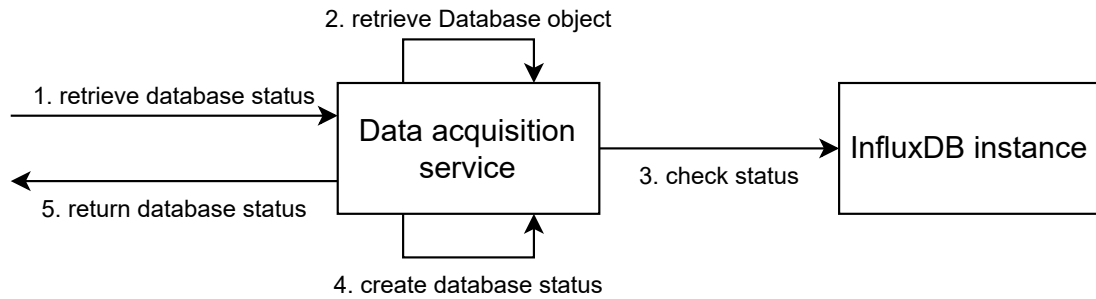 2. retrieve Database object
1. retrieve database status
Data acquisition
service
InfluxDB instance
3. check status
5. return database status
4. create database status